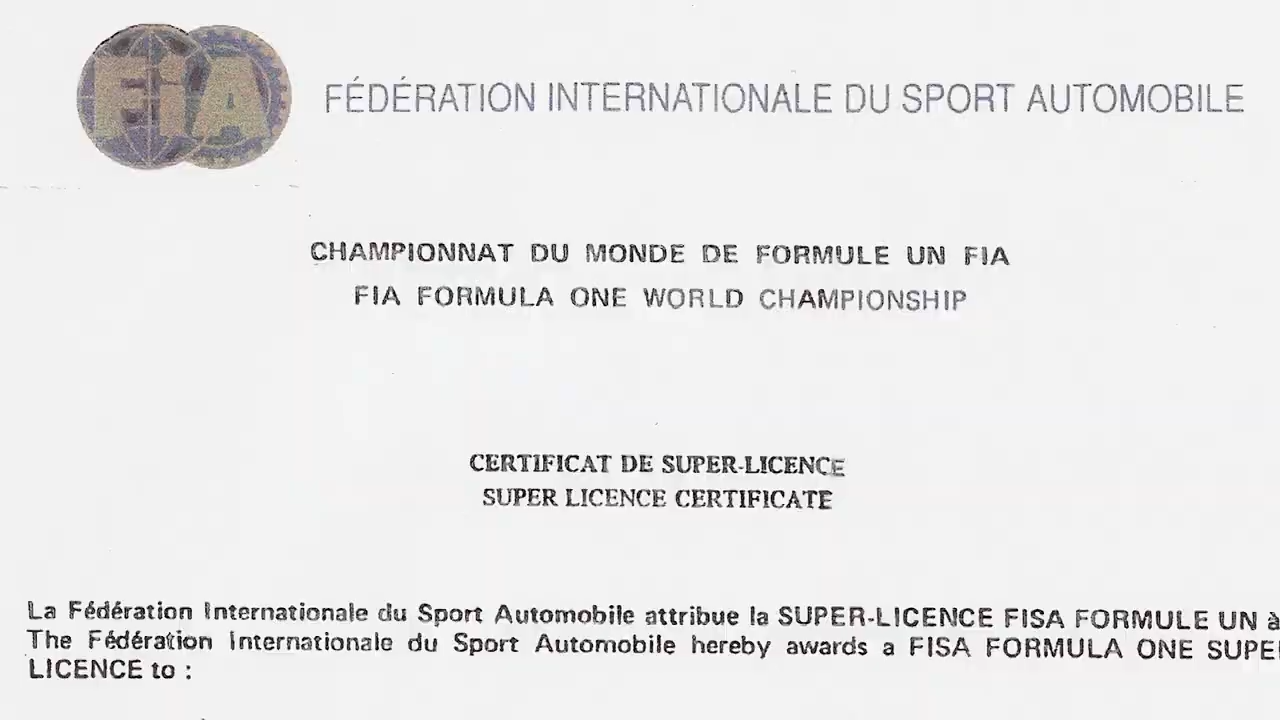 FiA
FÉDÉRATION INTERNATIONALE DU SPORT AUTOMOBILE
CHAMPIONNAT DU MONDE DE FORMULE UN FIA
FIA FORMULA ONE WORLD CHAMPIONSHIP
CERTIFICAT DE SUPER-LICENCE
SUPER LICENCE CERTIFICATE
La Fédération Internationale du Sport Automobile attribue la SUPER-LICENCE FISA FORMULE UN à
The Fédération Internationale du Sport Automobile hereby awards a FISA FORMULA ONE SUPE
LICENCE to :